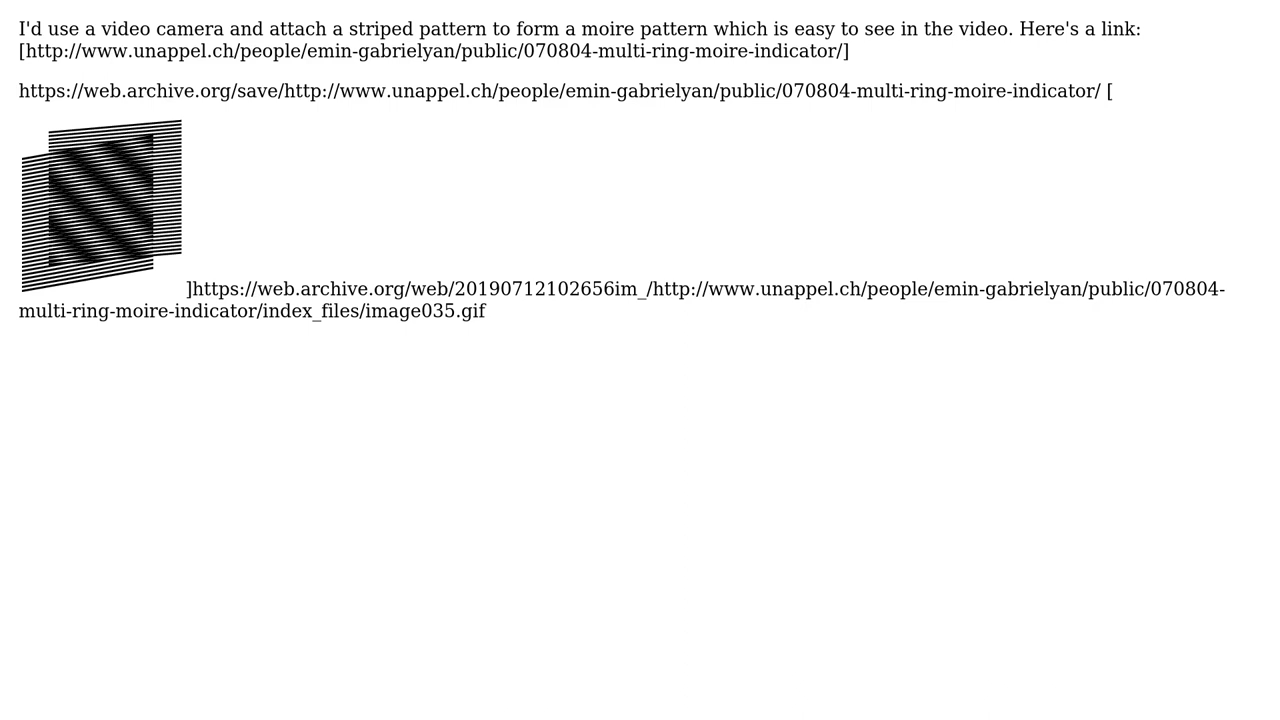 I'd use a video camera and attach a striped pattern to form a moire pattern which is easy to see in the video. Here's a link:
[http://www.unappel.ch/people/emin-gabrielyan/public/070804-multi-ring-moire-indicator/]
https://web.archive.org/save/http://www.unappel.ch/people/emin-gabrielyan/public/070804-multi-ring-moire-indicator/ [
]https://web.archive.org/web/20190712102656im_/http://www.unappel.ch/people/emin-gabrielyan/public/070804-
multi-ring-moire-indicator/index_files/image035.gif